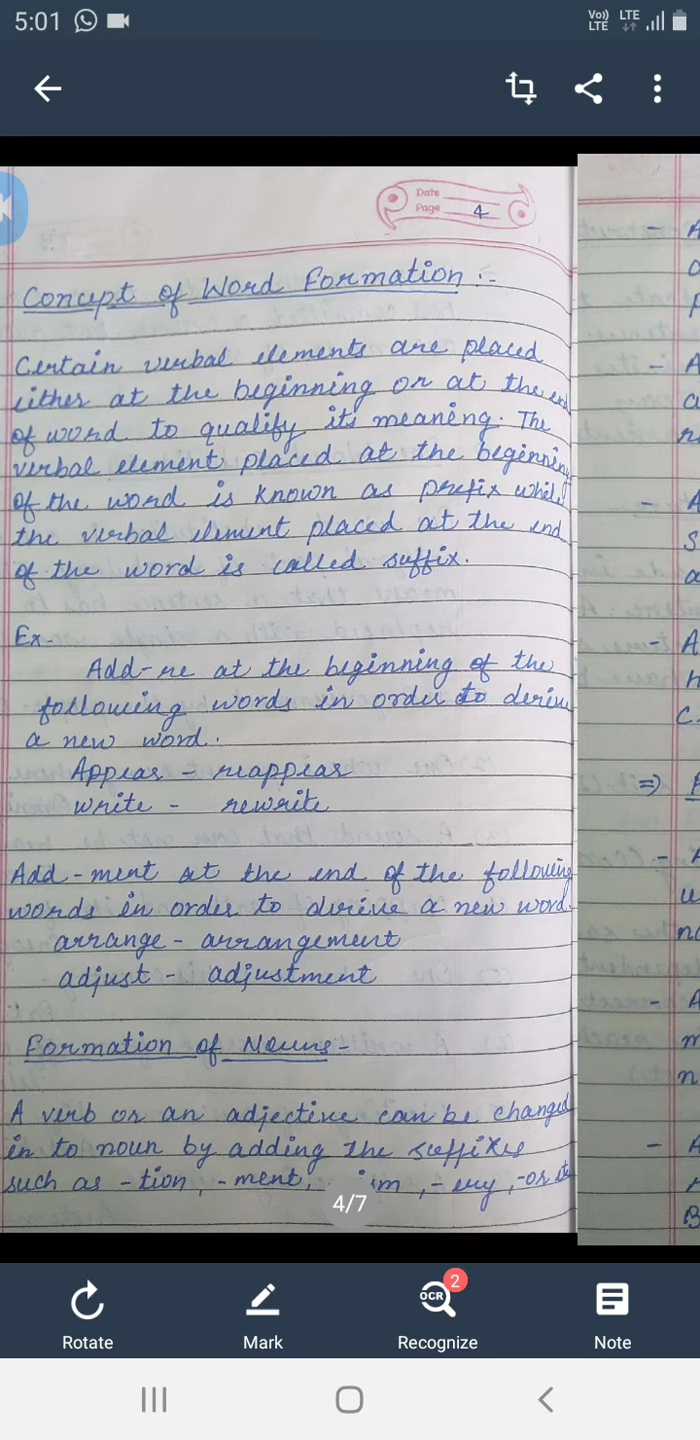 5:01
Vo)) LTE
LTE
Date
Page 4
Concept of Word Formation :-
Certain verbal elements are placed
either at the beginning or at the end
of word to qualify its meaning. The
verbal element placed at the beginning
of the word is known as prefix while
the verbal element placed at the end
of the word is called suffix.
Ex-
Add-re at the beginning of the
following words in order to derive
a new word.
Appear - reappear
write - rewrite
Add-ment at the end of the following
words in order to derive a new word.
arrange - arrangement
adjust - adjustment
Formation of Nouns-
A verb or an adjective can be changed
in to noun by adding the suffixes
such as -tion, -ment, -ery, -or etc
4/7
OCR
2
Rotate
Mark
Recognize
Note